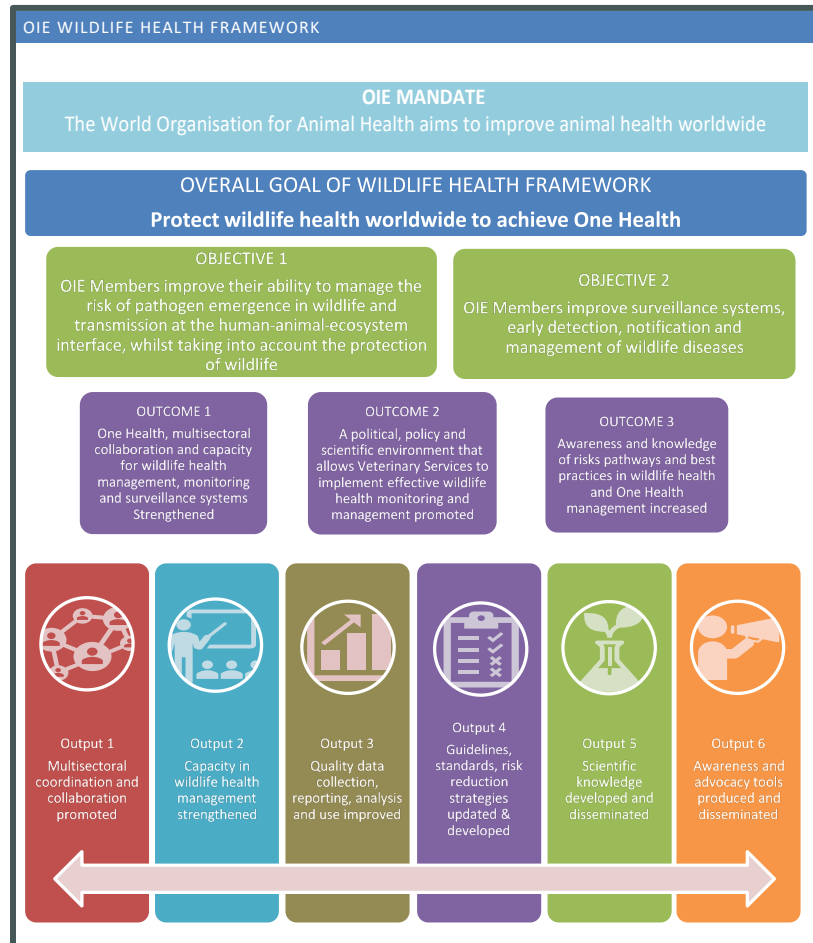 OIE WILDLIFE HEALTH FRAMEWORK
OIE MANDATE
The World Organisation for Animal Health aims to improve animal health worldwide
OVERALL GOAL OF WILDLIFE HEALTH FRAMEWORK
Protect wildlife health worldwide to achieve One Health
OBJECTIVE 1
OIE Members improve their ability to manage the
risk of pathogen emergence in wildlife and
transmission at the human-animal-ecosystem
interface, whilst taking into account the protection
of wildlife
OBJECTIVE 2
OIE Members improve surveillance systems,
early detection, notification and
management of wildlife diseases
OUTCOME 1
One Health, multisectoral
collaboration and capacity
for wildlife health
management, monitoring
and surveillance systems
Strengthened
OUTCOME 2
A political, policy and
scientific environment that
allows Veterinary Services to
implement effective wildlife
health monitoring and
management promoted
OUTCOME 3
Awareness and knowledge
of risks pathways and best
practices in wildlife health
and One Health
management increased
Output 1
Multisectoral
coordination and
collaboration
promoted
Output 2
Capacity in
wildlife health
management
strengthened
Output 3
Quality data
collection,
reporting, analysis
and use improved
Output 4
Guidelines,
standards, risk
reduction
strategies
updated &
developed
Output 5
Scientific
knowledge
developed and
disseminated
Output 6
Awareness and
advocacy tools
produced and
disseminated